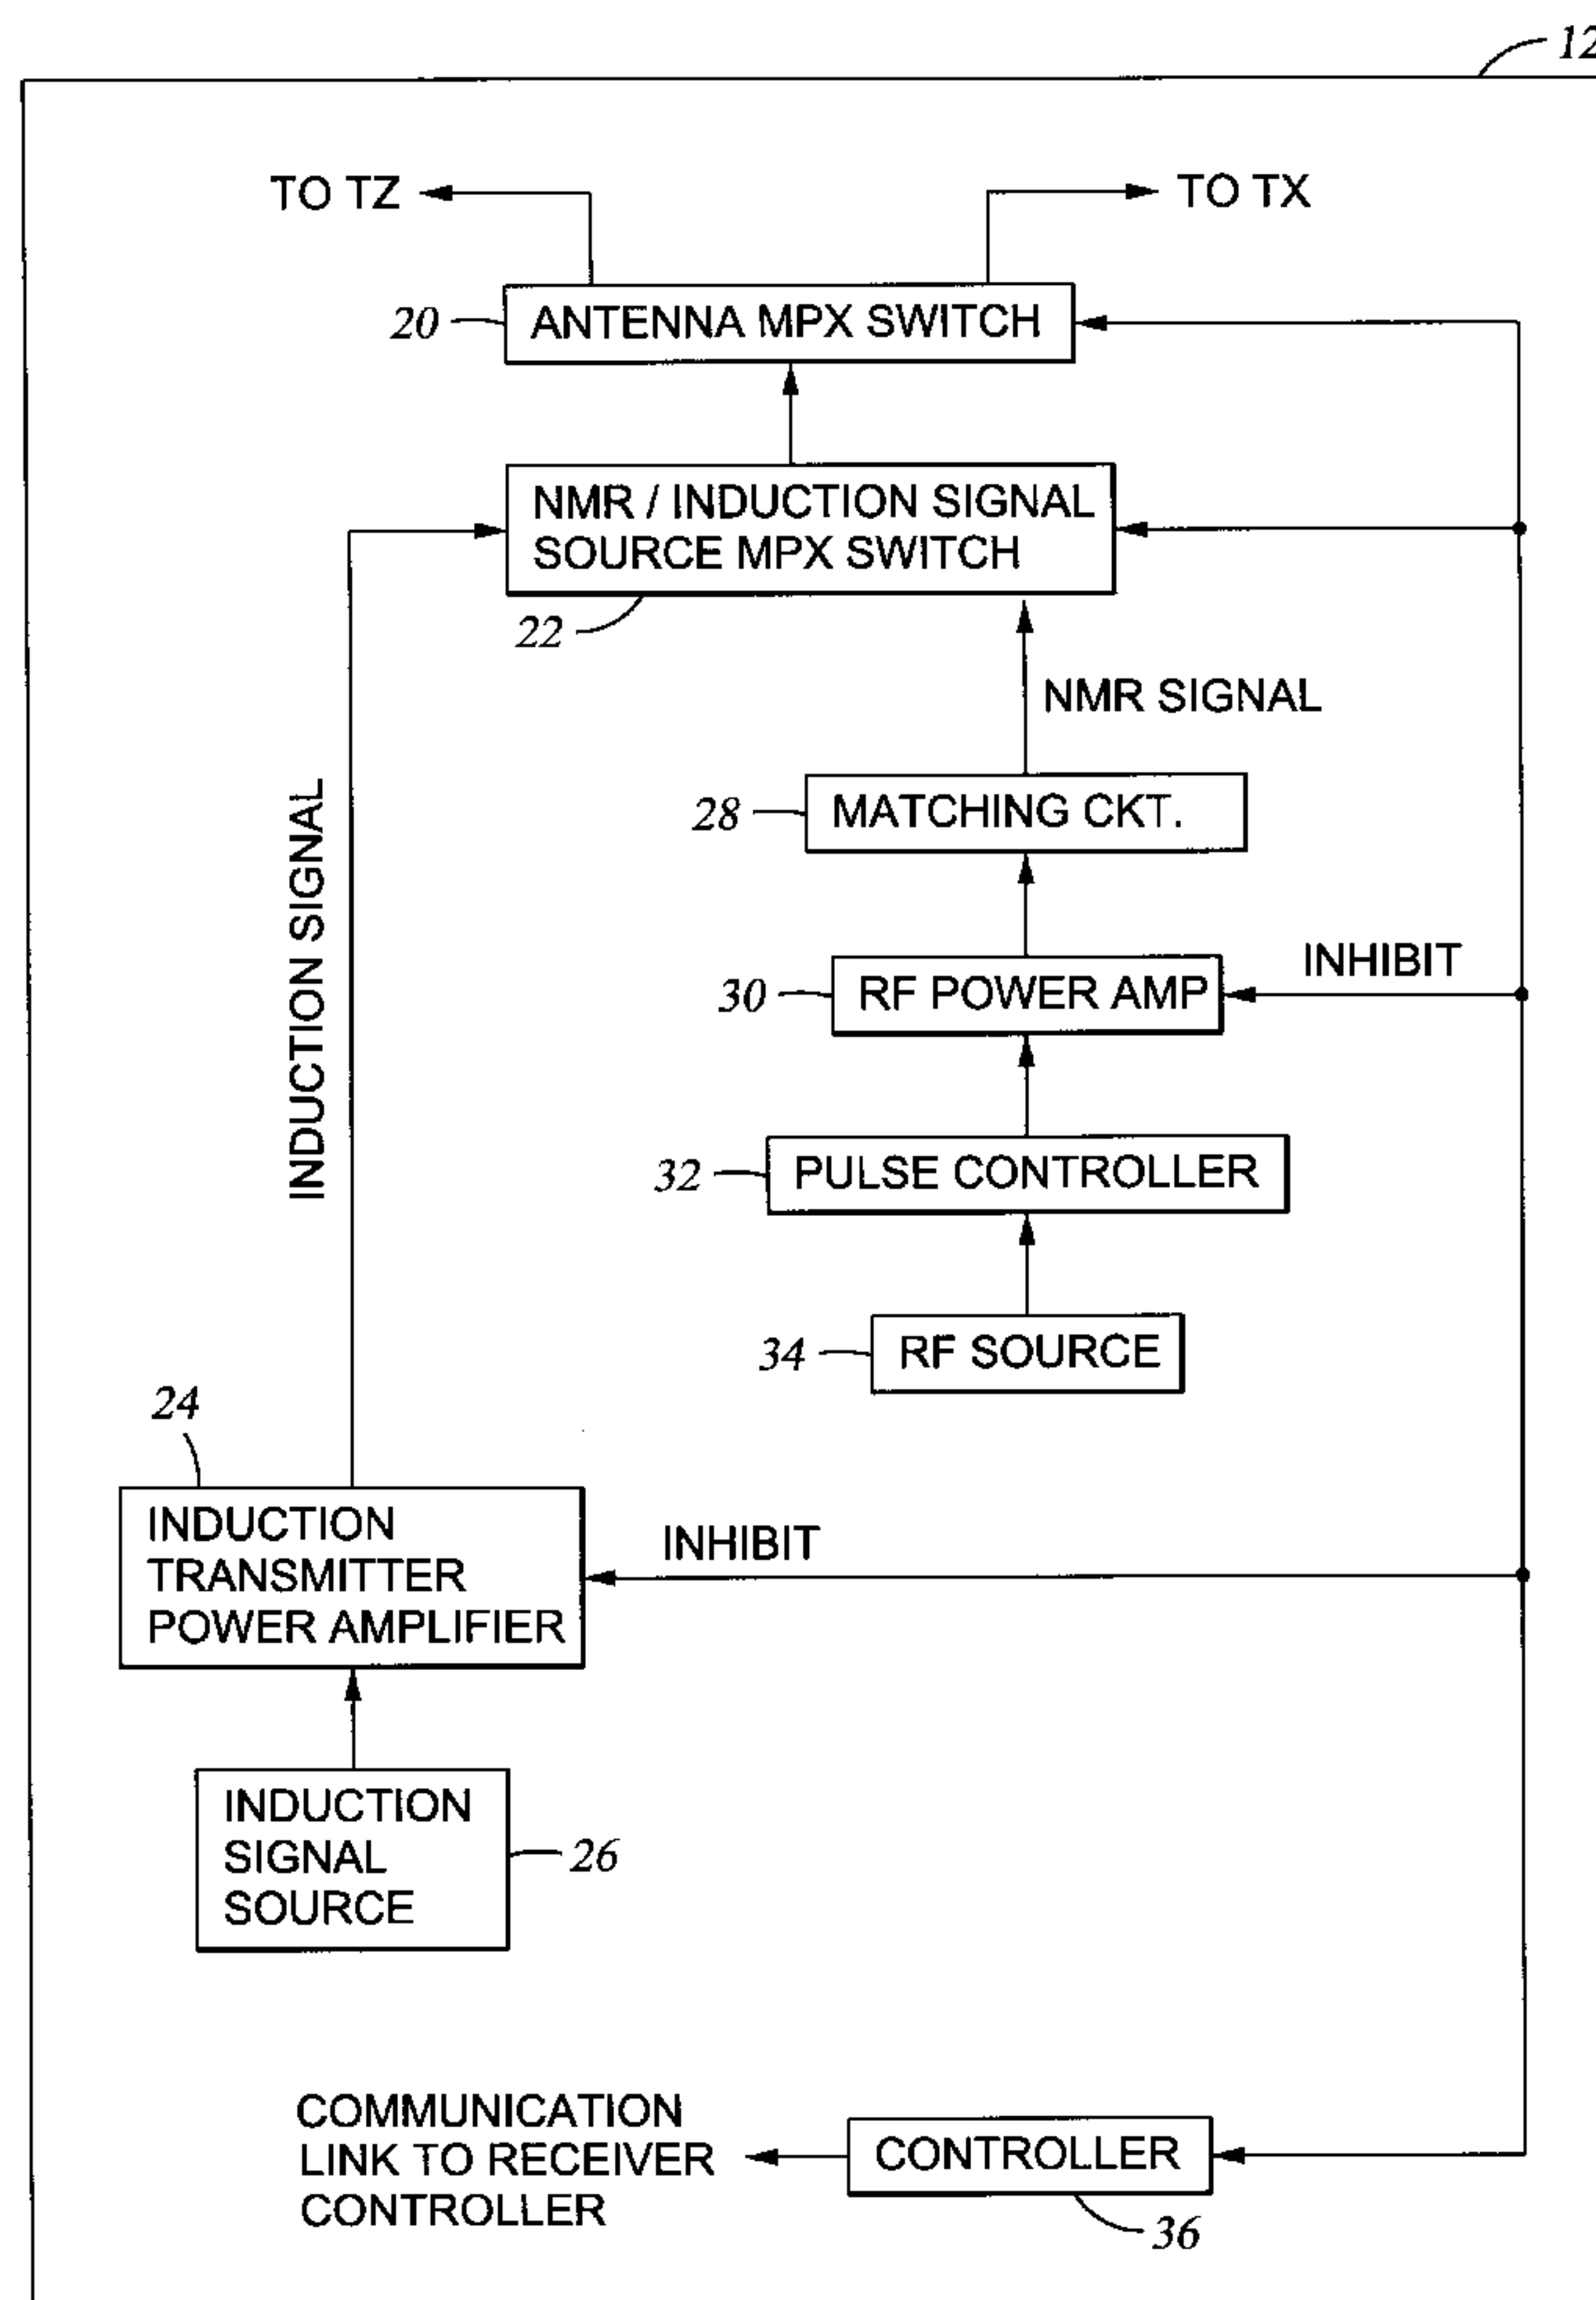 12
TO TZ
TO TX
20
ANTENNA MPX SWITCH
NMR / INDUCTION SIGNAL
SOURCE MPX SWITCH
22
NMR SIGNAL
INDUCTION SIGNAL
28
MATCHING CKT.
INHIBIT
30
RF POWER AMP
32
PULSE CONTROLLER
34
RF SOURCE
24
INDUCTION
TRANSMITTER
POWER AMPLIFIER
INHIBIT
INDUCTION
SIGNAL
SOURCE
26
COMMUNICATION
LINK TO RECEIVER
CONTROLLER
CONTROLLER
36